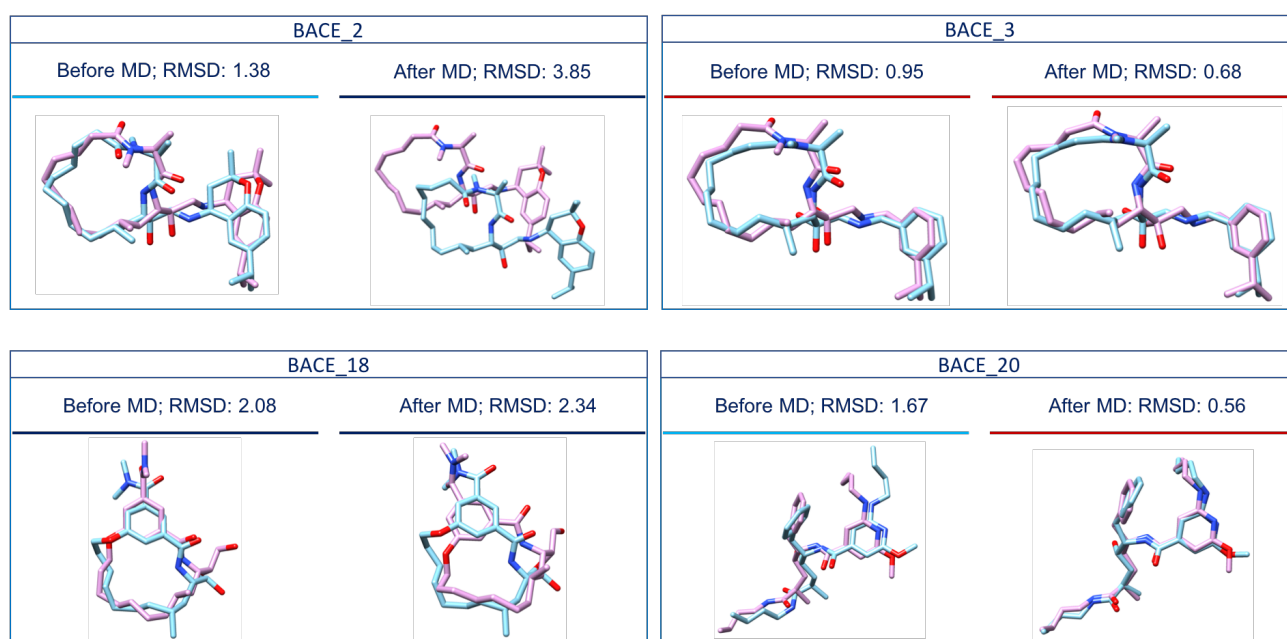 BACE_2
Before MD; RMSD: 1.38
After MD; RMSD: 3.85
BACE_3
Before MD; RMSD: 0.95
After MD; RMSD: 0.68
BACE_18
Before MD; RMSD: 2.08
After MD; RMSD: 2.34
BACE_20
Before MD; RMSD: 1.67
After MD: RMSD: 0.56